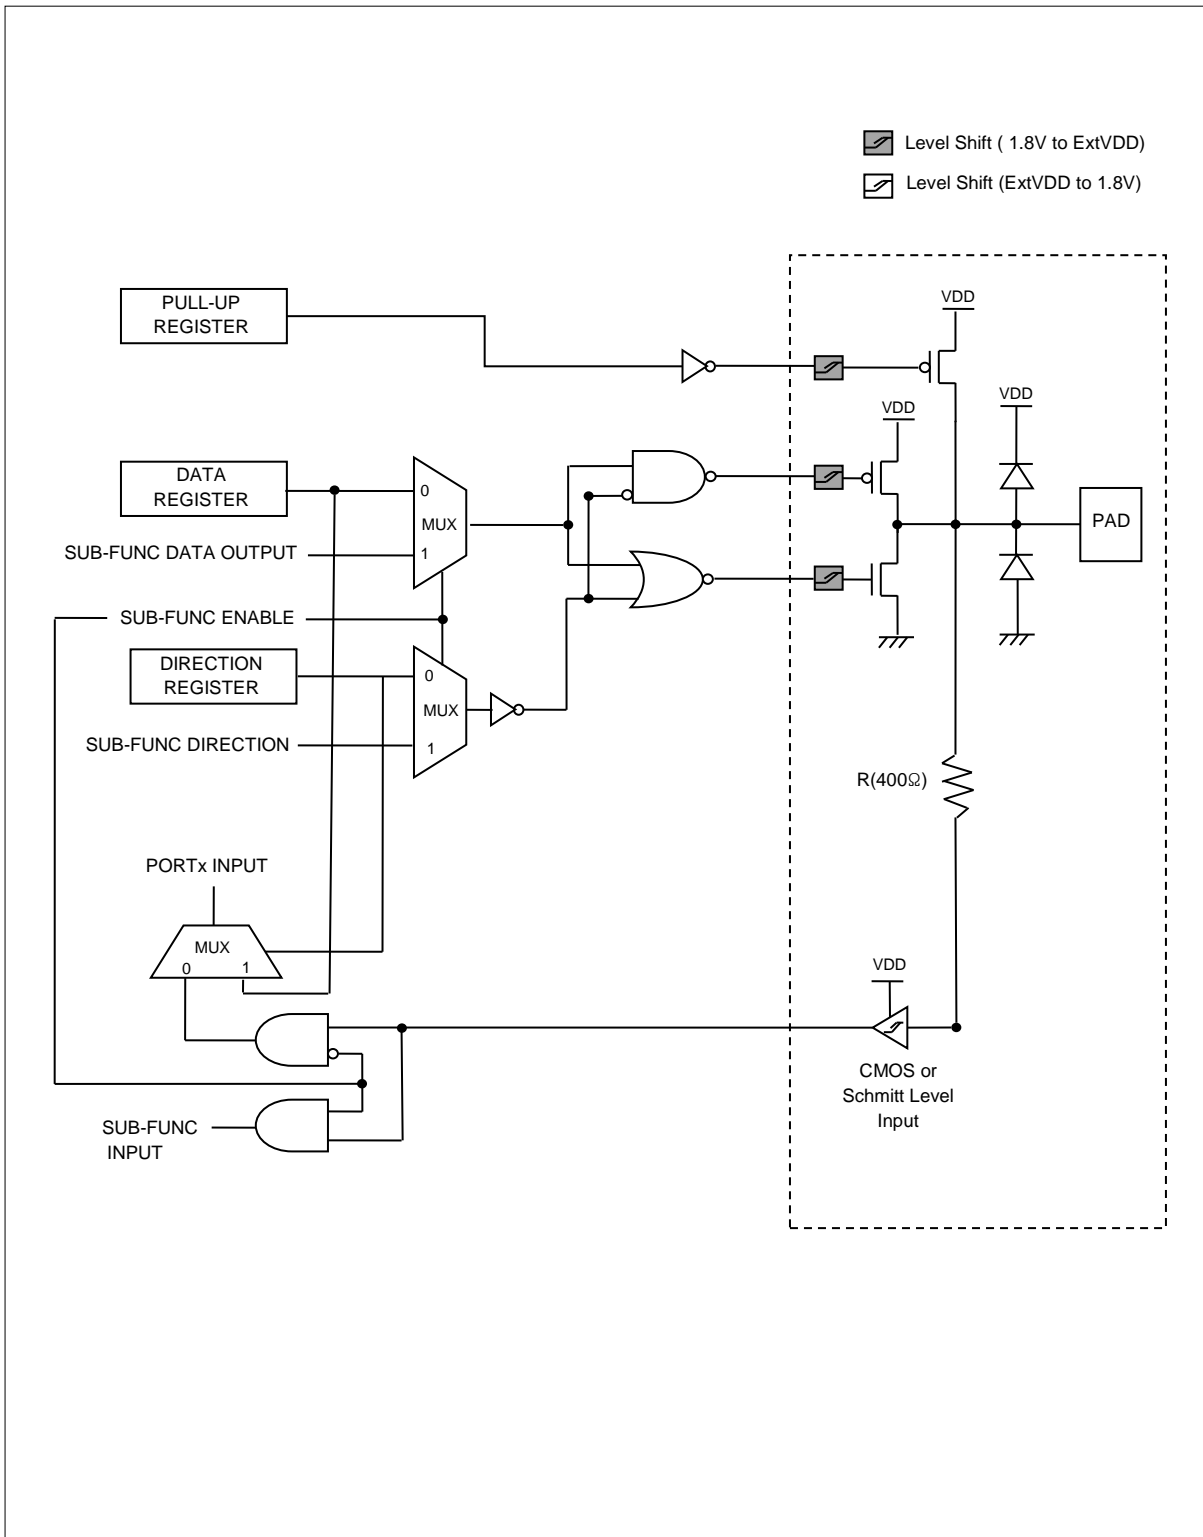 Level Shift ( 1.8V to ExtVDD)
Level Shift (ExtVDD to 1.8V)
PULL-UP
REGISTER
VDD
VDD
VDD
DATA
REGISTER
0
MUX
1
PAD
SUB-FUNC DATA OUTPUT
SUB-FUNC ENABLE
DIRECTION
REGISTER
0
MUX
1
SUB-FUNC DIRECTION
R(400Ω)
PORTx INPUT
MUX
0
1
VDD
CMOS or
Schmitt Level
Input
SUB-FUNC
INPUT